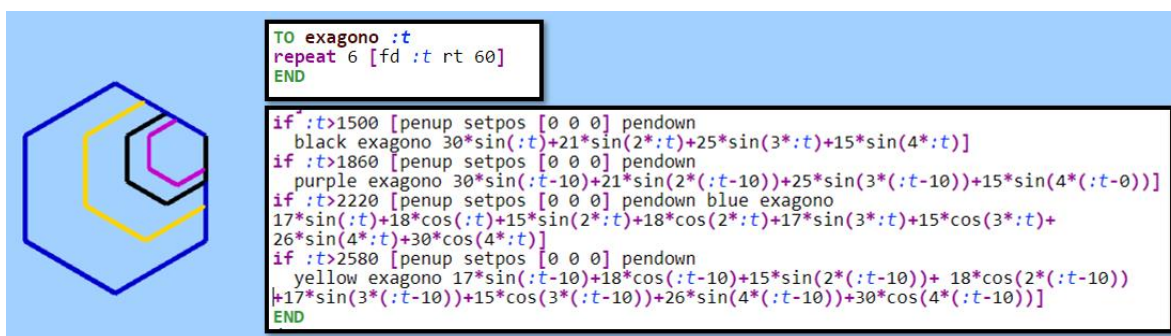 TO exagono :t
repeat 6 [fd :t rt 60]
END
if :t>1500 [penup setpos [0 0 0] pendown
black exagono 30*sin(:t)+21*sin(2*:t)+25*sin(3*:t)+15*sin(4*:t)]
if :t>1860 [penup setpos [0 0 0] pendown
purple exagono 30*sin(:t-10)+21*sin(2*(:t-10))+25*sin(3*(:t-10))+15*sin(4*(:t-0))]
if :t>2220 [penup setpos [0 0 0] pendown blue exagono
17*sin(:t)+18*cos(:t)+15*sin(2*:t)+18*cos(2*:t)+17*sin(3*:t)+15*cos(3*:t)+
26*sin(4*:t)+30*cos(4*:t)]
if :t>2580 [penup setpos [0 0 0] pendown
yellow exagono 17*sin(:t-10)+18*cos(:t-10)+15*sin(2*(:t-10))+ 18*cos(2*(:t-10))
+17*sin(3*(:t-10))+15*cos(3*(:t-10))+26*sin(4*(:t-10))+30*cos(4*(:t-10))]
END